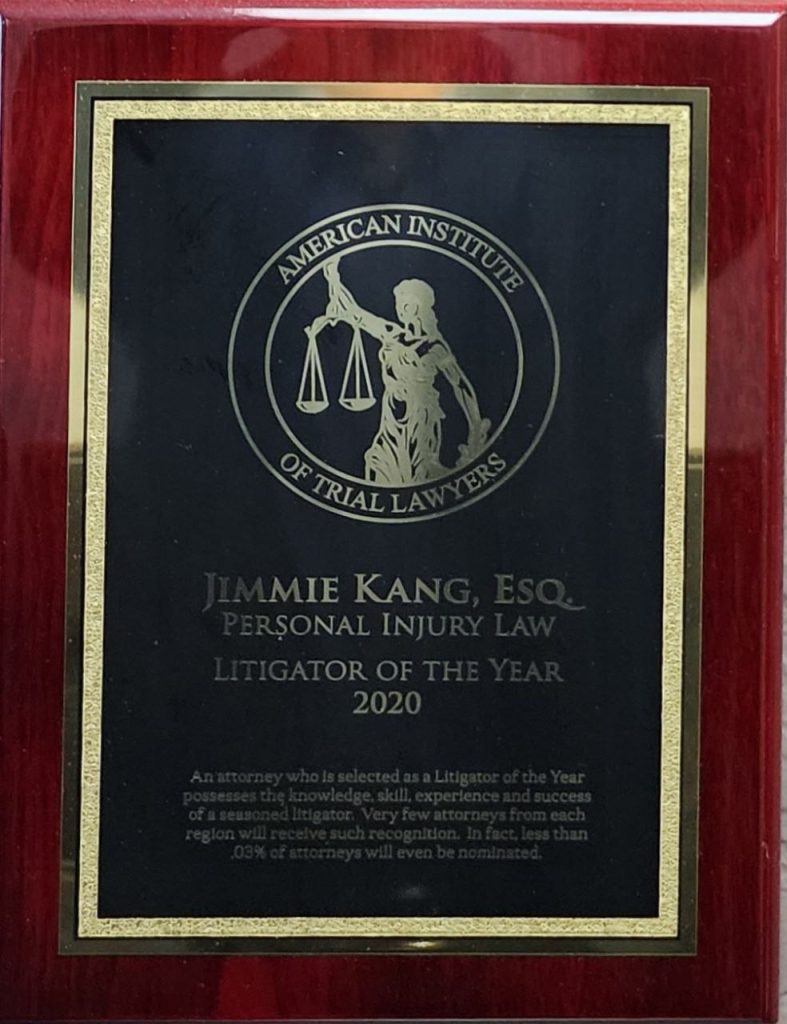 AMERICAN INSTITUTE
OF TRIAL LAWYERS
JIMMIE KANG, ESQ.
PERSONAL INJURY LAW
LITIGATOR OF THE YEAR
2020
An attorney who is selected as a Litigator of the Year
possesses the knowledge, skill, experience and success
of a seasoned litigator. Very few attorneys from each
region will receive such recognition. In fact, less than
.03% of attorneys will even be nominated.